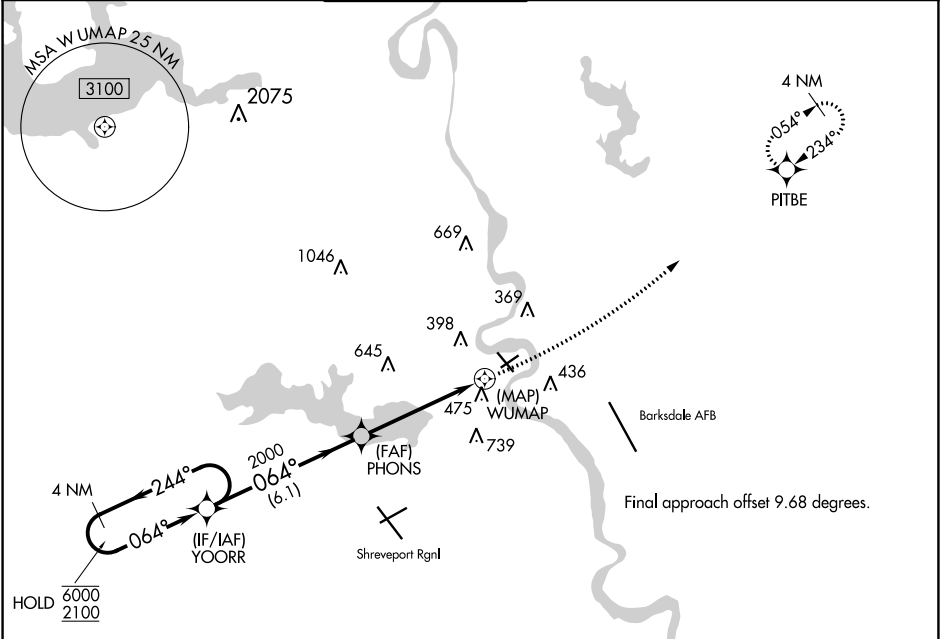 MSA WUMAP 25 NM
3100
2075
4 NM
054°
234°
PITBE
669
1046
369
398
645
436
475
(MAP)
WUMAP
739
Barksdale AFB
(FAF)
PHONS
2000
064°
(6.1)
244°
4 NM
064°
(IF/IAF)
YOORR
Final approach offset 9.68 degrees.
Shreveport Rgnl
HOLD 6000
2100